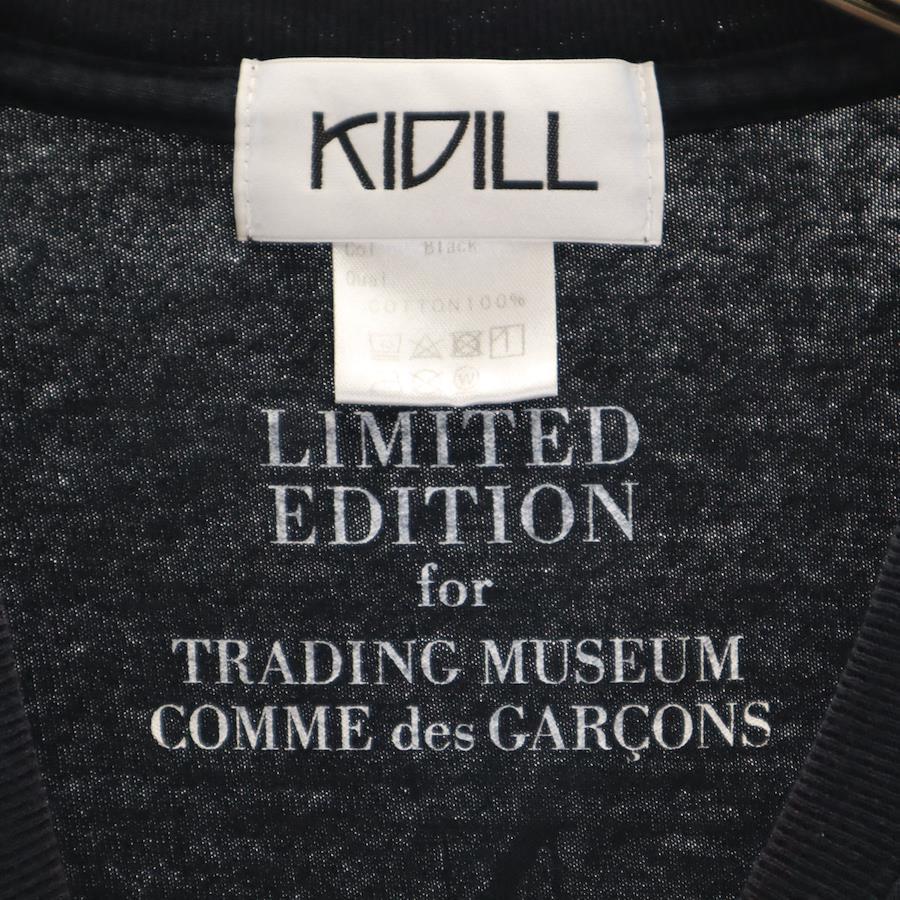 KIDILL
Col Black
Qual
COTTON100%
W
LIMITED
EDITION
for
TRADING MUSEUM
COMME des GARÇONS